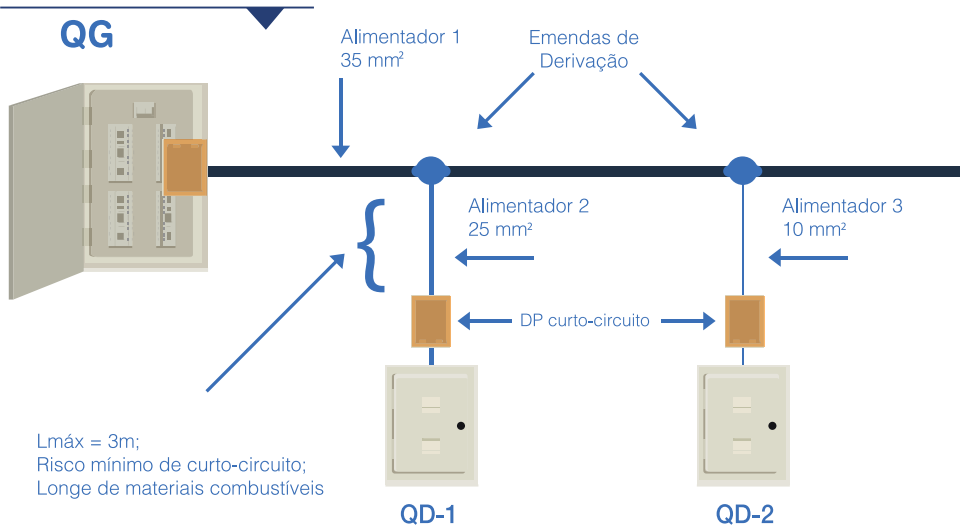 QG
Alimentador 1
35 mm²
Emendas de
Derivação
Alimentador 2
25 mm²
Alimentador 3
10 mm²
DP curto-circuito
Lmáx = 3m;
Risco mínimo de curto-circuito;
Longe de materiais combustíveis
QD-1
QD-2